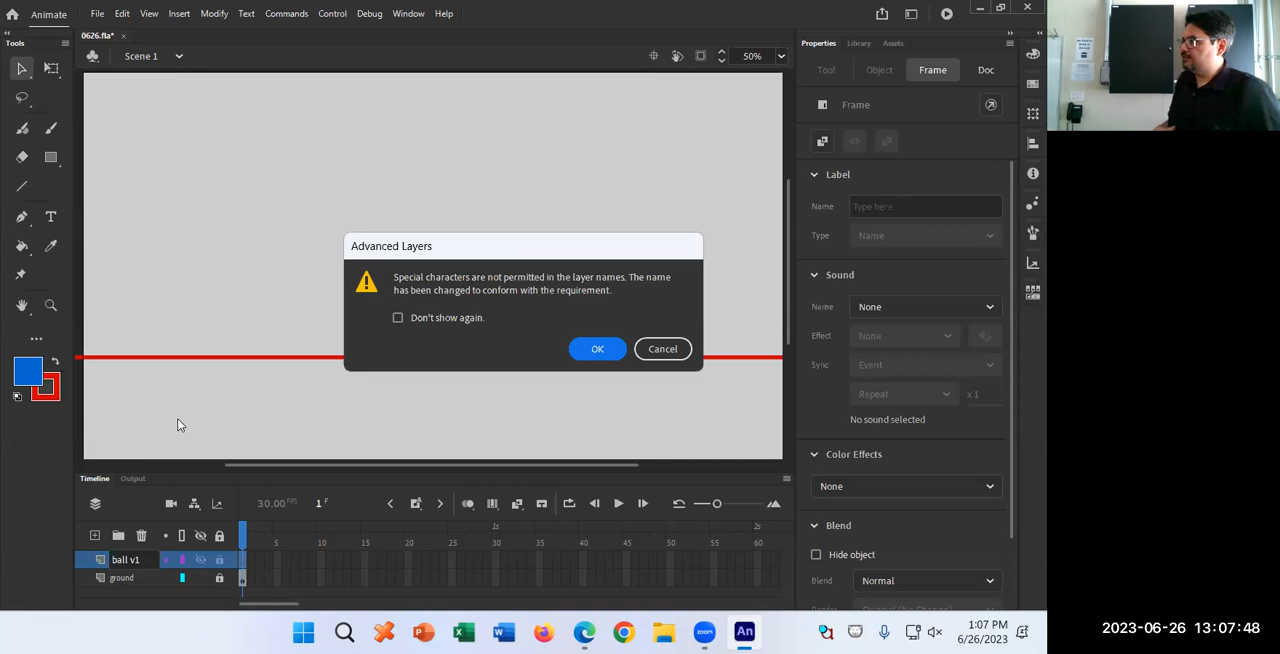 Animate File Edit View Insert Modify Text Commands Control Debug Window Help
0626.fla*
Tools
Scene 1
50%
Properties Library Assets
Tool Object Frame Doc
Frame
Label
Name Type here
Type Name
Sound
Name None
Effect None
Sync Event
Repeat x 1
No sound selected
Color Effects
None
Blend
Hide object
Blend Normal
Advanced Layers
Special characters are not permitted in the layer names. The name
has been changed to conform with the requirement.
Don't show again.
OK Cancel
Timeline Output
30.00 FPS 1 F
1s 2s
5 10 15 20 25 30 35 40 45 50 55 60
ball v1
ground
zoom An
1:07 PM
6/26/2023
2023-06-26 13:07:48